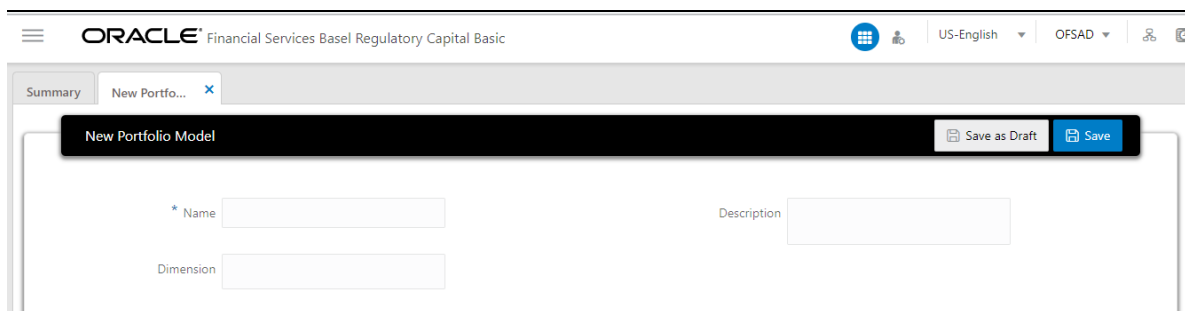 ORACLE® Financial Services Basel Regulatory Capital Basic US-English OFSAD
Summary New Portfo... ×
New Portfolio Model Save as Draft Save
* Name Description
Dimension